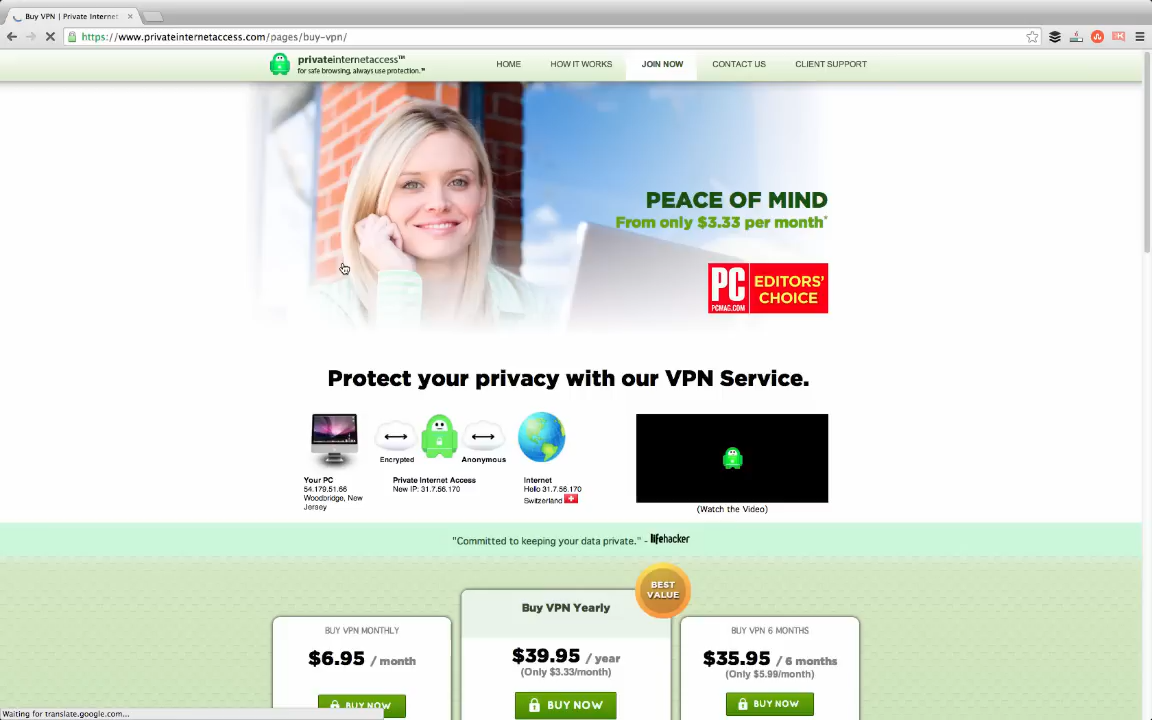 Buy VPN | Private Internet
https://www.privateinternetaccess.com/pages/buy-vpn/
privateinternetaccess™
for safe browsing, always use protection.™
HOME
HOW IT WORKS
JOIN NOW
CONTACT US
CLIENT SUPPORT
PEACE OF MIND
From only $3.33 per month*
PC
PCMAG.COM
EDITORS'
CHOICE
Protect your privacy with our VPN Service.
Encrypted
Anonymous
Your PC
54.179.51.66
Woodbridge, New
Jersey
Private Internet Access
New IP: 31.7.56.170
Internet
Hello 31.7.56.170
Switzerland
(Watch the Video)
"Committed to keeping your data private." - lifehacker
BUY VPN MONTHLY
$6.95 / month
BUY NOW
BEST
VALUE
Buy VPN Yearly
$39.95 / year
(Only $3.33/month)
BUY NOW
BUY VPN 6 MONTHS
$35.95 / 6 months
(Only $5.99/month)
BUY NOW
Waiting for translate.google.com...